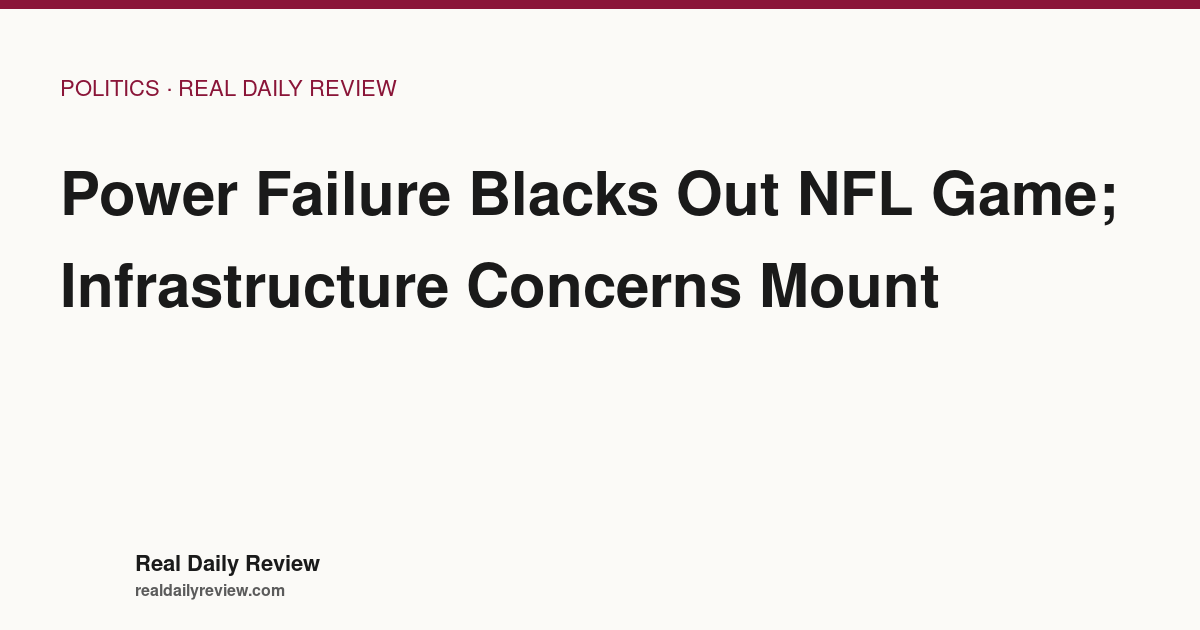 POLITICS · REAL DAILY REVIEW
Power Failure Blacks Out NFL Game;
Infrastructure Concerns Mount
Real Daily Review
realdailyreview.com